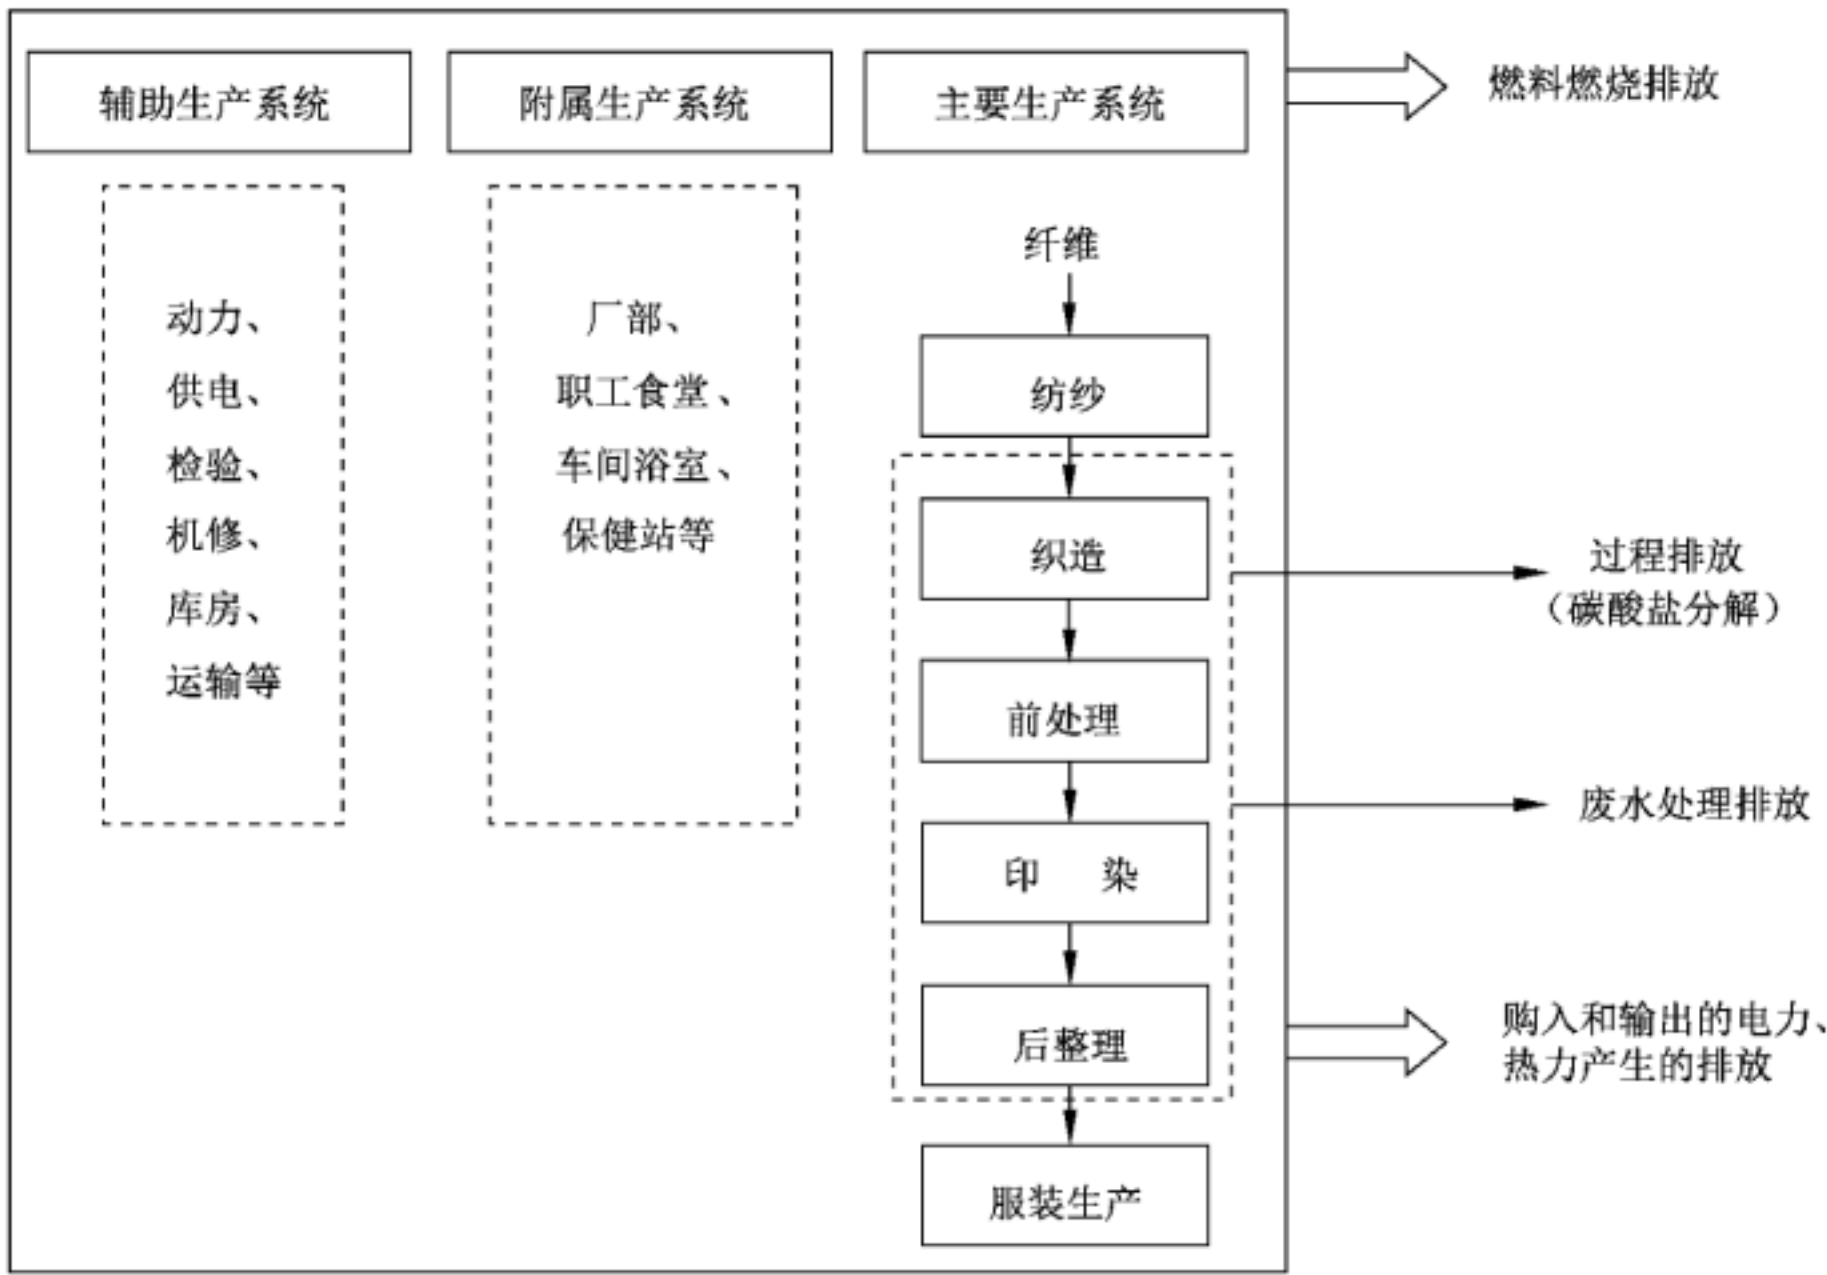 辅助生产系统
附属生产系统
主要生产系统
燃料燃烧排放
动力、
供电、
检验、
机修、
库房、
运输等
厂部、
职工食堂、
车间浴室、
保健站等
纤维
纺纱
织造
前处理
印 染
后整理
服装生产
过程排放
（碳酸盐分解）
废水处理排放
购入和输出的电力、
热力产生的排放